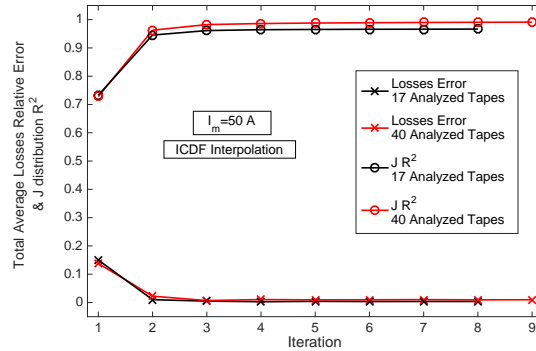 Total Average Losses Relative Error
& J distribution R²
1
0.9
0.8
0.7
0.6
0.5
0.4
0.3
0.2
0.1
0
I_m=50 A
ICDF Interpolation
Losses Error
17 Analyzed Tapes
Losses Error
40 Analyzed Tapes
J R²
17 Analyzed Tapes
J R²
40 Analyzed Tapes
1 2 3 4 5 6 7 8 9
Iteration